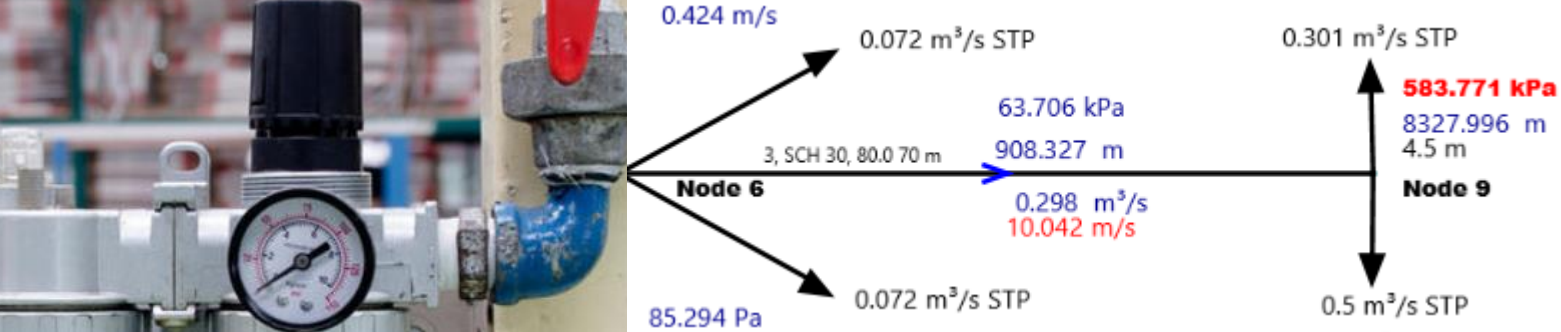 0.424 m/s
0.072 m³/s STP
0.301 m³/s STP
583.771 kPa
8327.996 m
4.5 m
63.706 kPa
908.327 m
3, SCH 30, 80.0 70 m
Node 6
Node 9
0.298 m³/s
10.042 m/s
0.072 m³/s STP
0.5 m³/s STP
85.294 Pa